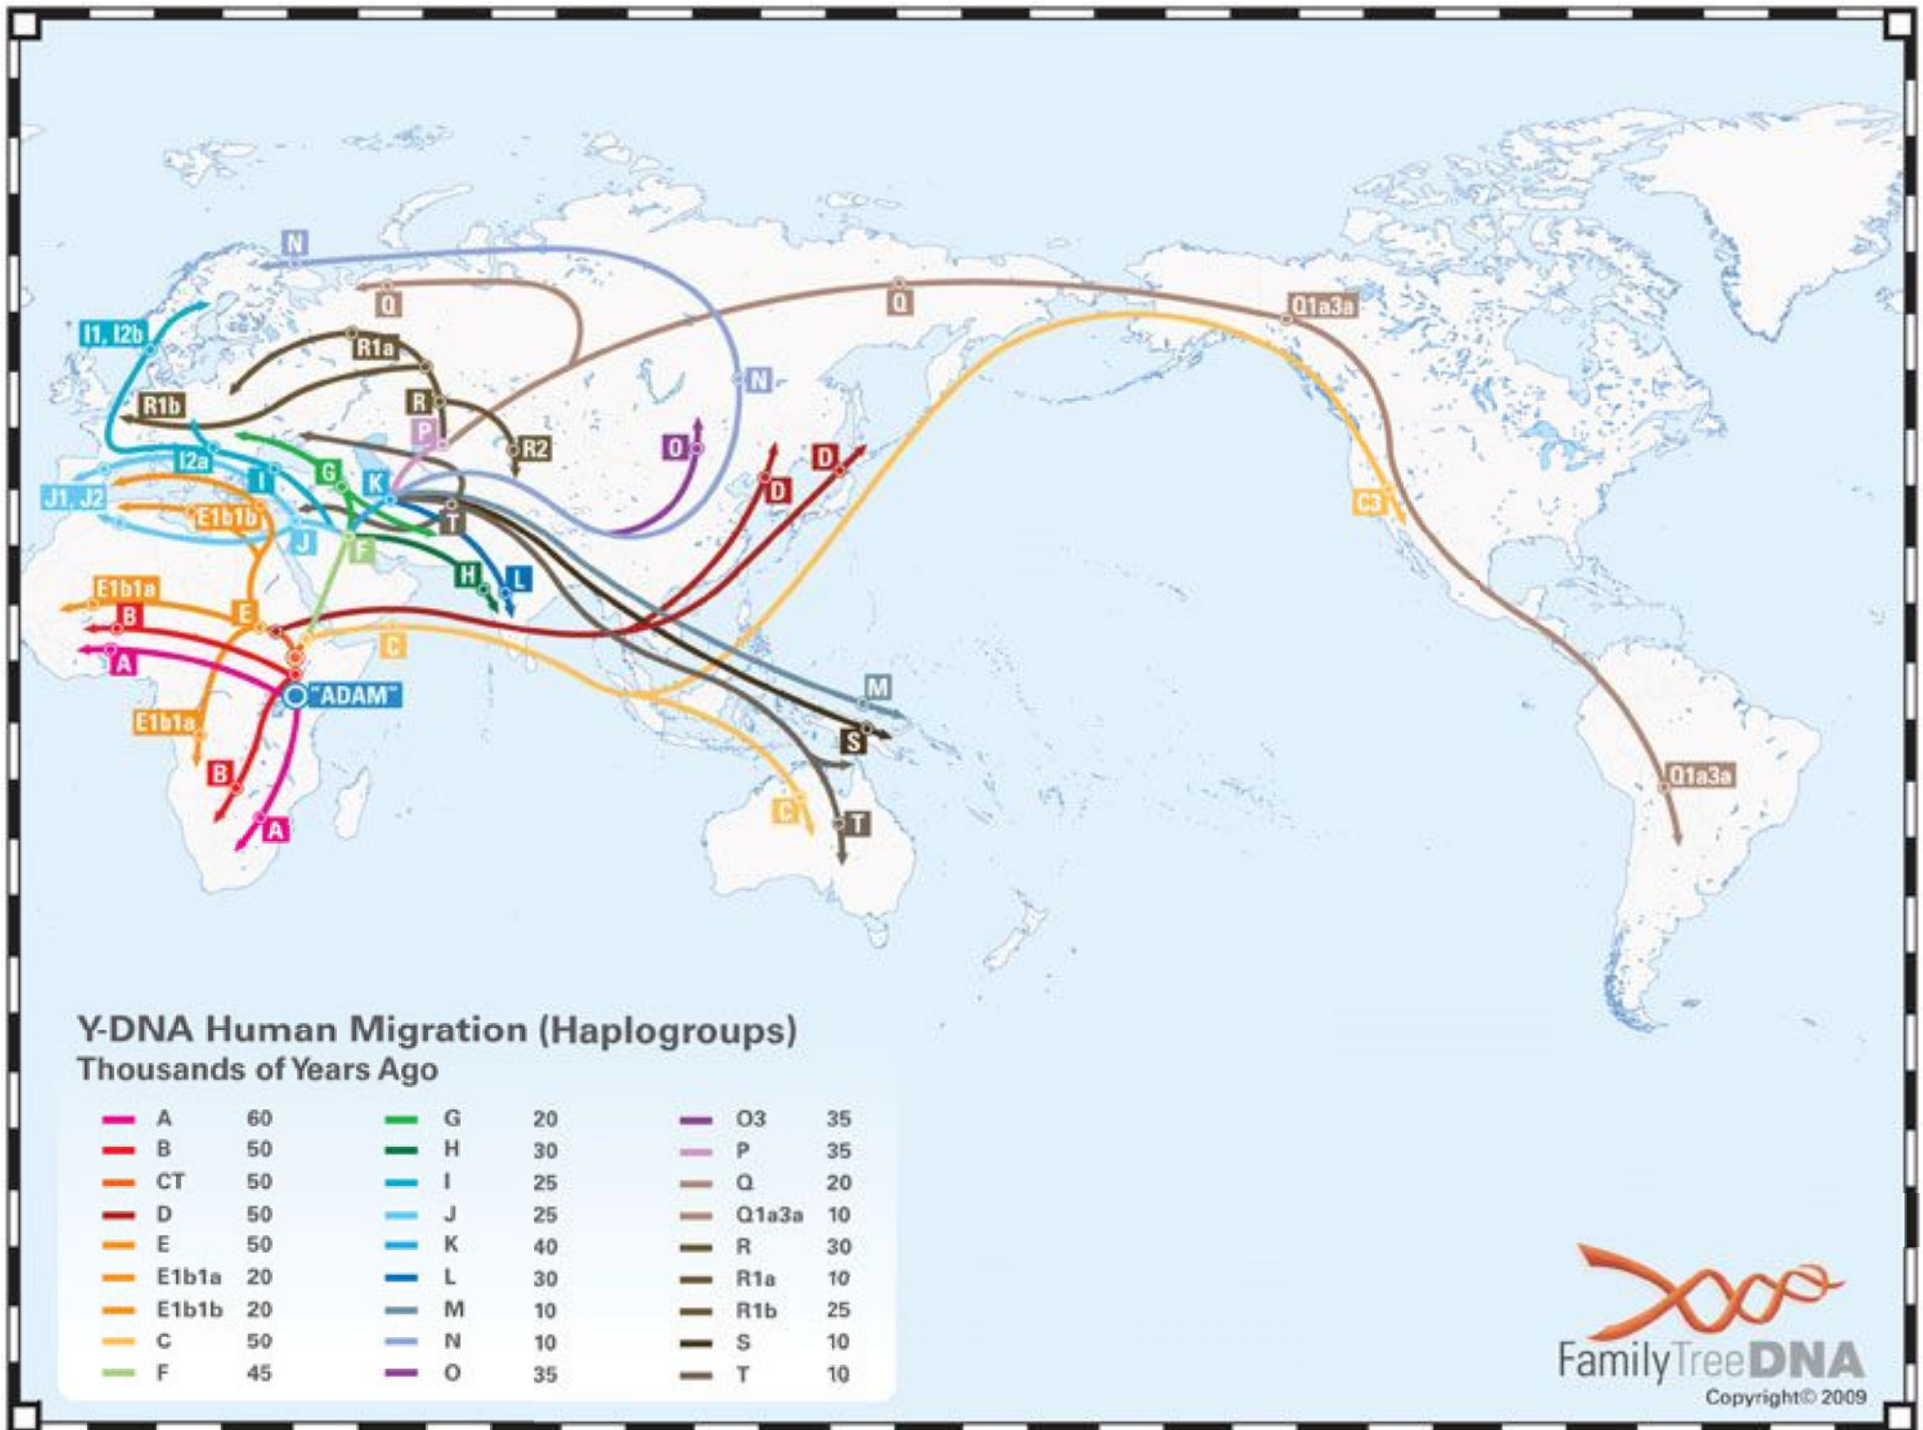 N
Q
Q
Q1a3a
I1, I2b
R1a
N
R
R1b
P
R2
O
D
D
I2a
I
G
K
J1, J2
E1b1b
T
C3
J
F
H
L
E1b1a
B
E
C
A
"ADAM"
M
E1b1a
S
B
Q1a3a
C
T
A
Y-DNA Human Migration (Haplogroups)
Thousands of Years Ago
A 60
B 50
CT 50
D 50
E 50
E1b1a 20
E1b1b 20
C 50
F 45
G 20
H 30
I 25
J 25
K 40
L 30
M 10
N 10
O 35
O3 35
P 35
Q 20
Q1a3a 10
R 30
R1a 10
R1b 25
S 10
T 10
FamilyTreeDNA
Copyright© 2009